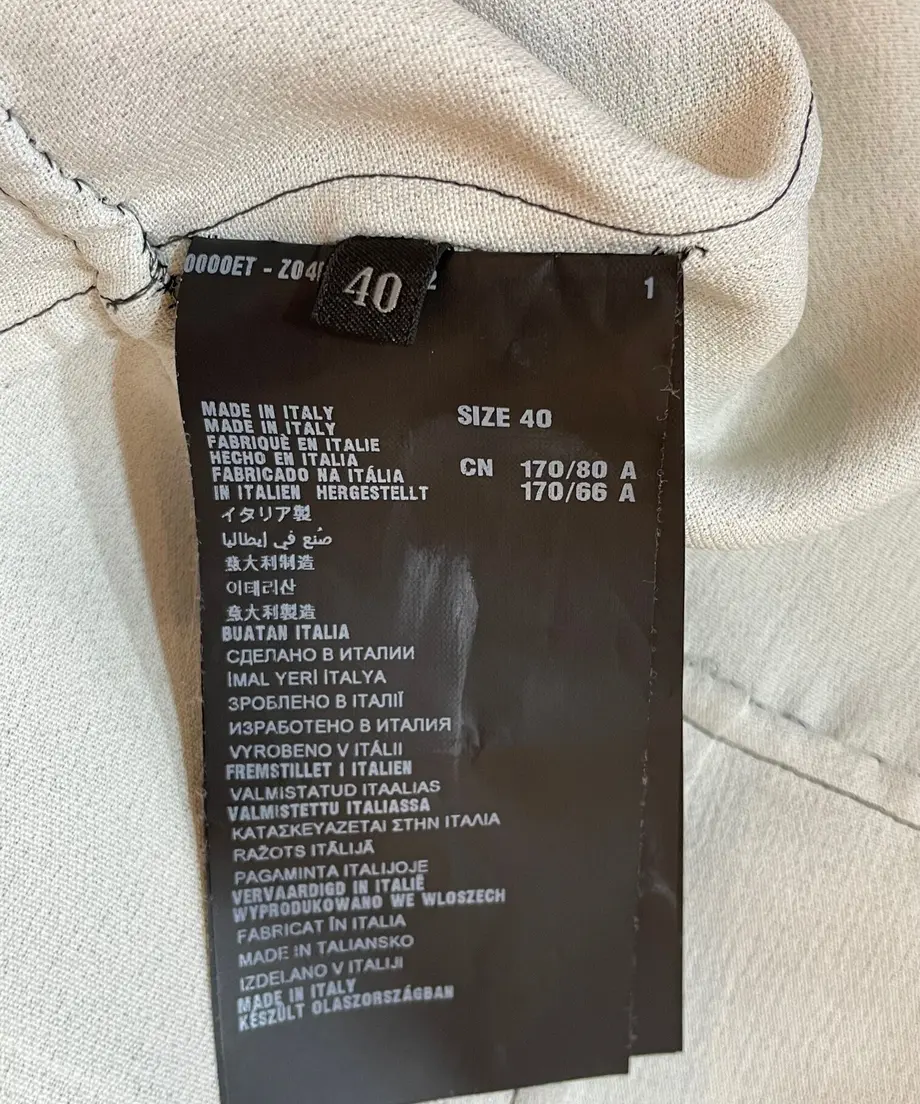 0000ET - Z04
40
1
MADE IN ITALY
MADE IN ITALY
FABRIQUÈ EN ITALIE
HECHO EN ITALIA
FABRICADO NA ITÁLIA
IN ITALIEN HERGESTELLT
イタリア製
صُنع في إيطاليا
意大利制造
이태리산
意大利製造
BUATAN ITALIA
СДЕЛАНО В ИТАЛИИ
İMAL YERİ İTALYA
ЗРОБЛЕНО В ІТАЛІЇ
ИЗРАБОТЕНО В ИТАЛИЯ
VYROBENO V ITÁLII
FREMSTILLET I ITALIEN
VALMISTATUD ITAALIAS
VALMISTETTU ITALIASSA
ΚΑΤΑΣΚΕΥΑΖΕΤΑΙ ΣΤΗΝ ΙΤΑΛΙΑ
RAŽOTS ITĀLIJĀ
PAGAMINTA ITALIJOJE
VERVAARDIGD IN ITALIË
WYPRODUKOWANO WE WLOSZECH
FABRICAT ÎN ITALIA
MADE IN TALIANSKO
IZDELANO V ITALIJI
MADE IN ITALY
KÉSZÜLT OLASZORSZÁGBAN
SIZE 40
CN 170/80 A
170/66 A